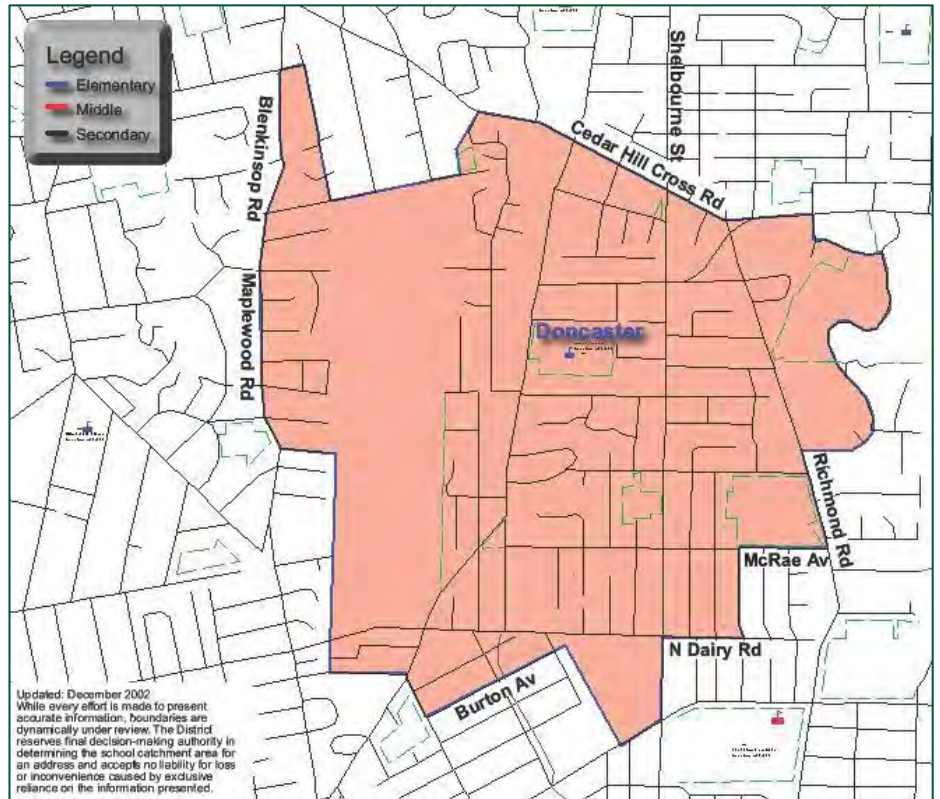 Legend
Elementary
Middle
Secondary
Blenkinsop Rd
Maplewood Rd
Shelbourne St
Cedar Hill Cross Rd
Doncaster
Richmond Rd
McRae Av
N Dairy Rd
Burton Av
Updated: December 2002
While every effort is made to present
accurate information, boundaries are
dynamically under review. The District
reserves final decision-making authority in
determining the school catchment area for
an address and accepts no liability for loss
or inconvenience caused by exclusive
reliance on the information presented.